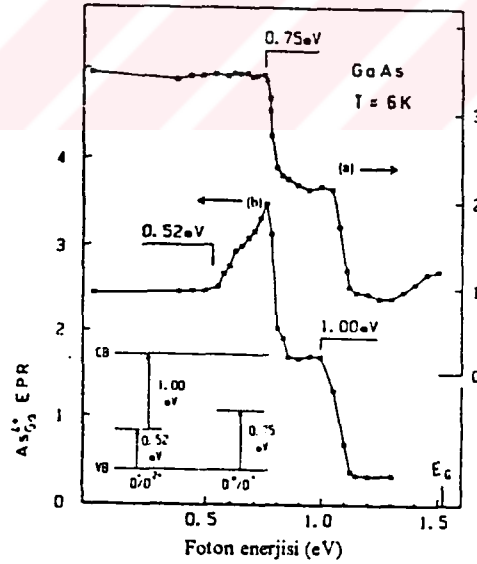 0.75eV
GaAs
T = 6K
3
4
(a)
(b)
2
0.52eV
3
1
2
1.00eV
CB
0
1.00
eV
1
0.52
eV
0.75
eV
VB
E_G
0
0.5
1.0
1.5
Foton enerjisi (eV)